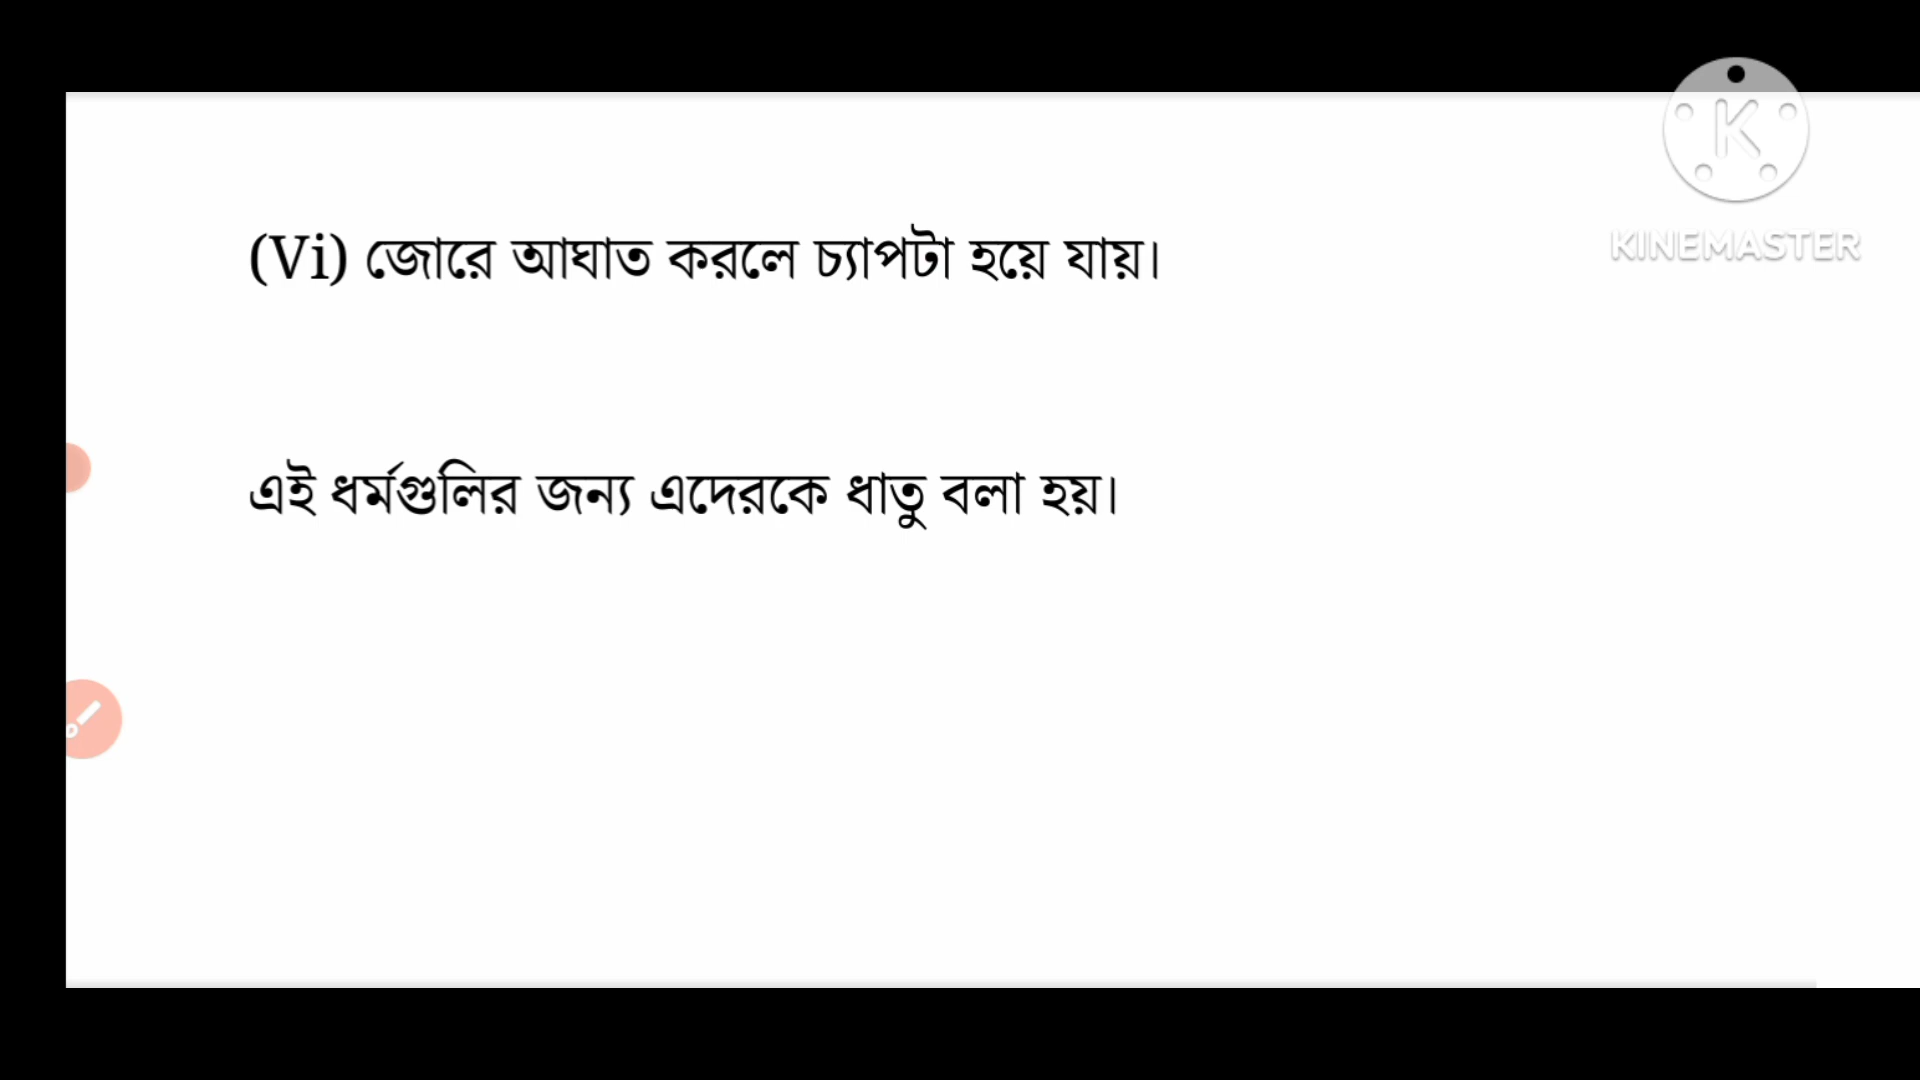 (Vi) জোরে আঘাত করলে চ্যাপটা হয়ে যায়।
এই ধর্মগুলির জন্য এদেরকে ধাতু বলা হয়।
K
KINEMASTER